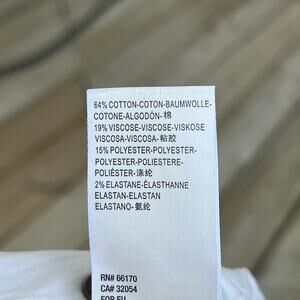 64% COTTON-COTON-BAUMWOLLE-
COTONE-ALGODÓN-棉
19% VISCOSE-VISCOSE-VISKOSE
VISCOSA-VISCOSA-粘胶
15% POLYESTER-POLYESTER-
POLYESTER-POLIESTERE-
POLIÉSTER-涤纶
2% ELASTANE-ÉLASTHANNE
ELASTAN-ELASTAN
ELASTANO-氨纶
RN# 66170
CA# 32054
FOR EU